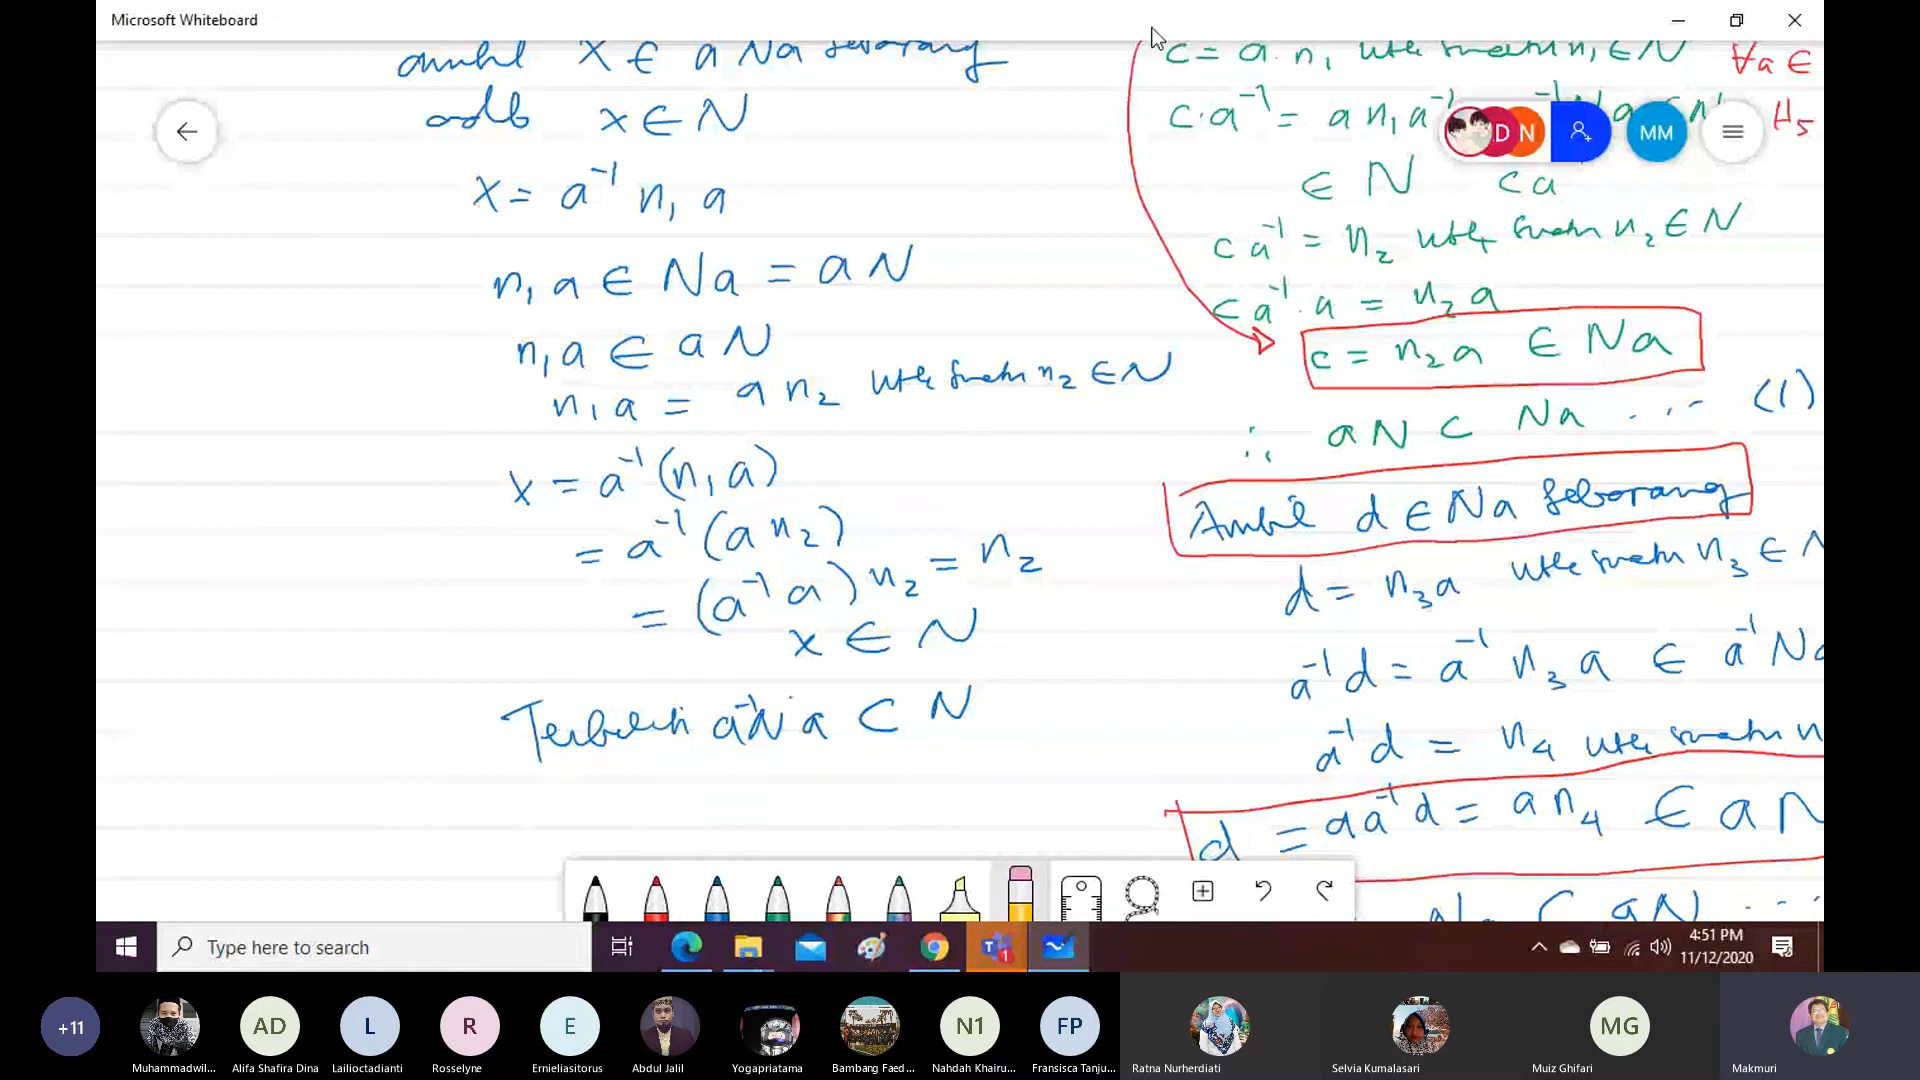 Microsoft Whiteboard
ambil x ∈ a Na sebarang
adb x ∈ N
x = a⁻¹ n₁ a
n₁ a ∈ Na = aN
n₁ a ∈ aN
n₁ a = a n₂ utk suatu n₂ ∈ N
x = a⁻¹ (n₁ a)
= a⁻¹ (a n₂)
= (a⁻¹ a) n₂ = n₂
x ∈ N
Terbukti a⁻¹Na ⊂ N
c = a · n₁ utk suatu n₁ ∈ N
∀a ∈
c · a⁻¹ = a n₁ a⁻¹
H₅
∈ N ca
c a⁻¹ = n₂ utk suatu n₂ ∈ N
c a⁻¹ · a = n₂ a
c = n₂ a ∈ Na
∴ aN ⊂ Na ... (1)
Ambil d ∈ Na sebarang
d = n₃ a utk suatu n₃ ∈ N
a⁻¹ d = a⁻¹ n₃ a ∈ a⁻¹ Na
a⁻¹ d = n₄ utk suatu n
d = a a⁻¹ d = a n₄ ∈ aN
⊂ aN ...
D
N
MM
Type here to search
1
4:51 PM
11/12/2020
+11
AD
L
R
E
N1
FP
MG
Muhammadwil...
Alifa Shafira Dina
Lailioctadianti
Rosselyne
Ernieliasitorus
Abdul Jalil
Yogapriatama
Bambang Faed ...
Nahdah Khairu...
Fransisca Tanju...
Ratna Nurherdiati
Selvia Kumalasari
Muiz Ghifari
Makmuri